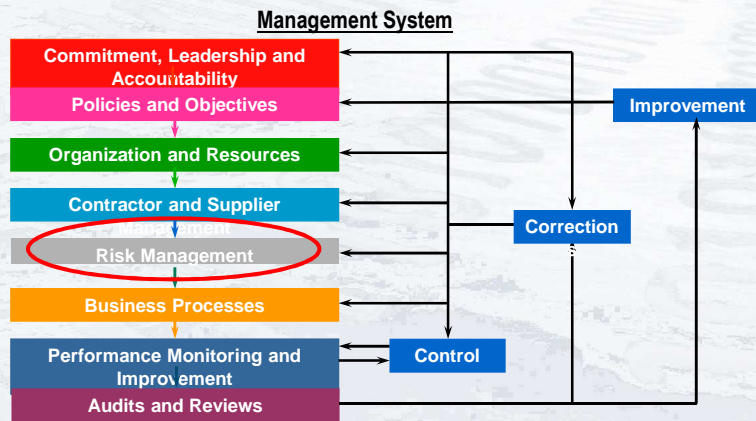 Management System
Commitment, Leadership and
Accountability
Policies and Objectives
Improvement
Organization and Resources
Contractor and Supplier
Management
Correction
Risk Management
Business Processes
Performance Monitoring and
Improvement
Control
Audits and Reviews